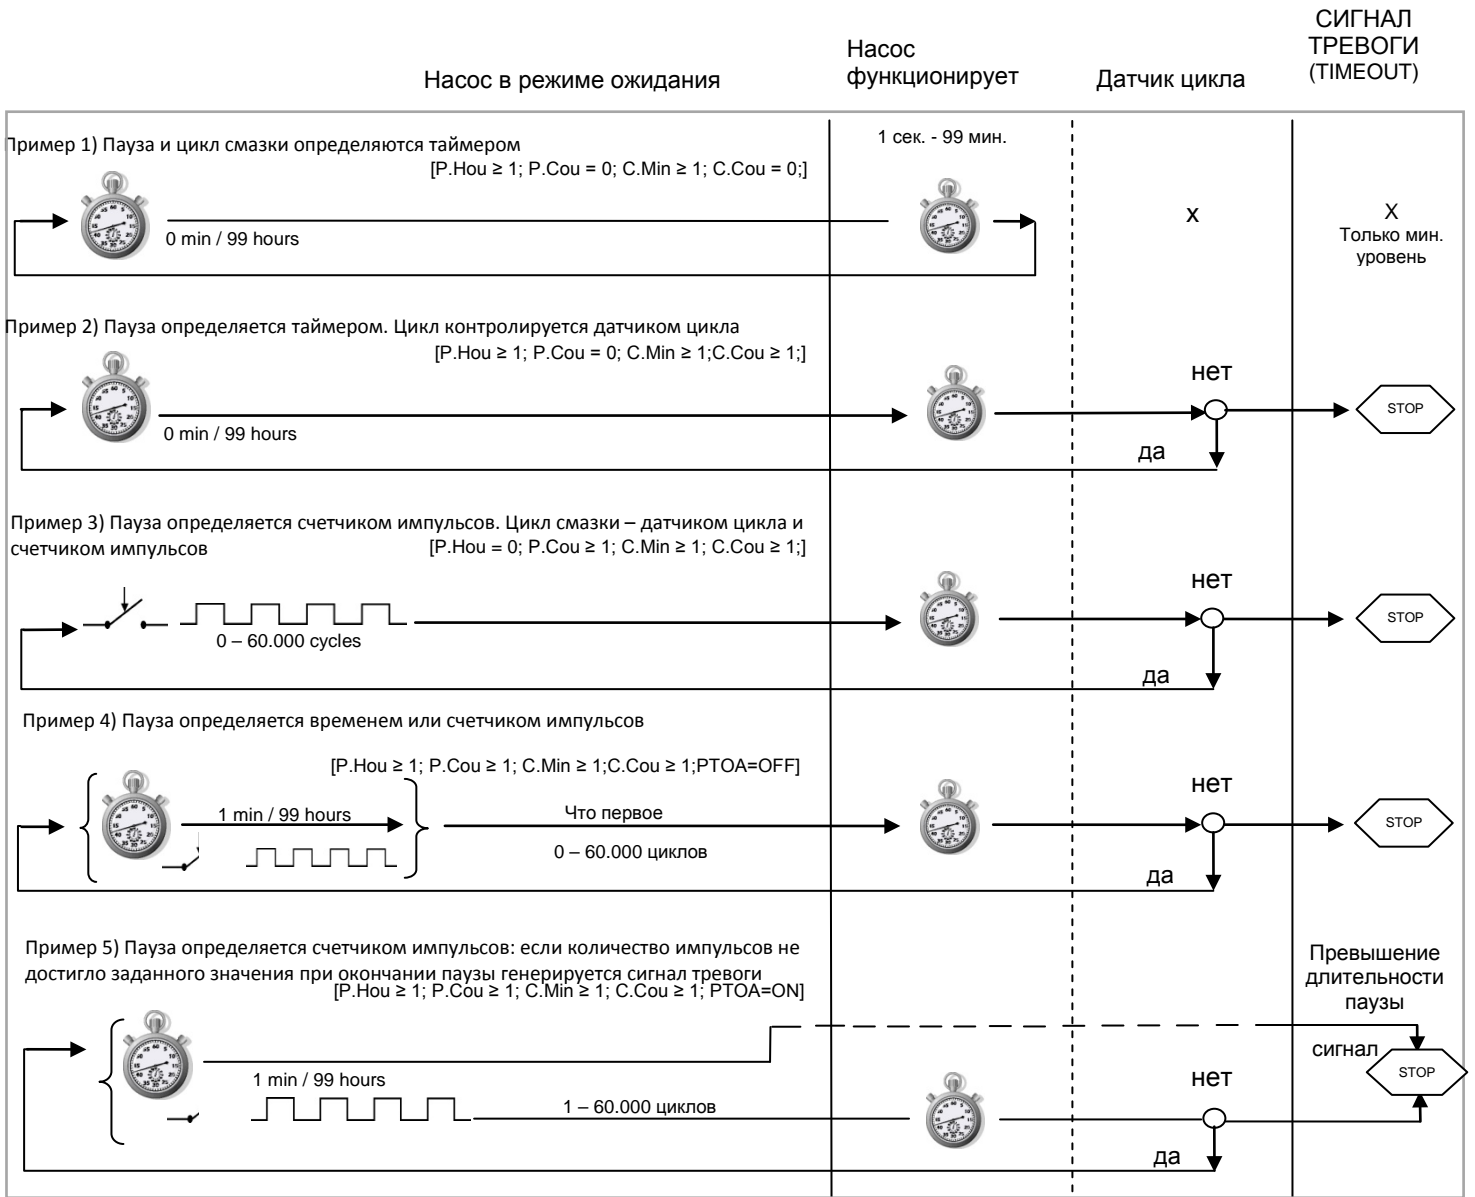 СИГНАЛ
ТРЕВОГИ
(TIMEOUT)
Насос
функционирует
Насос в режиме ожидания
Датчик цикла
Пример 1) Пауза и цикл смазки определяются таймером
[P.Hou ≥ 1; P.Cou = 0; C.Min ≥ 1; C.Cou = 0;]
1 сек. - 99 мин.
0 min / 99 hours
x
X
Только мин.
уровень
Пример 2) Пауза определяется таймером. Цикл контролируется датчиком цикла
[P.Hou ≥ 1; P.Cou = 0; C.Min ≥ 1;C.Cou ≥ 1;]
0 min / 99 hours
нет
да
STOP
Пример 3) Пауза определяется счетчиком импульсов. Цикл смазки – датчиком цикла и
счетчиком импульсов
[P.Hou = 0; P.Cou ≥ 1; C.Min ≥ 1; C.Cou ≥ 1;]
0 – 60.000 cycles
нет
да
STOP
Пример 4) Пауза определяется временем или счетчиком импульсов
[P.Hou ≥ 1; P.Cou ≥ 1; C.Min ≥ 1;C.Cou ≥ 1;PTOA=OFF]
1 min / 99 hours
Что первое
0 – 60.000 циклов
нет
да
STOP
Пример 5) Пауза определяется счетчиком импульсов: если количество импульсов не
достигло заданного значения при окончании паузы генерируется сигнал тревоги
[P.Hou ≥ 1; P.Cou ≥ 1; C.Min ≥ 1; C.Cou ≥ 1; PTOA=ON]
Превышение
длительности
паузы
сигнал
STOP
1 min / 99 hours
1 – 60.000 циклов
нет
да